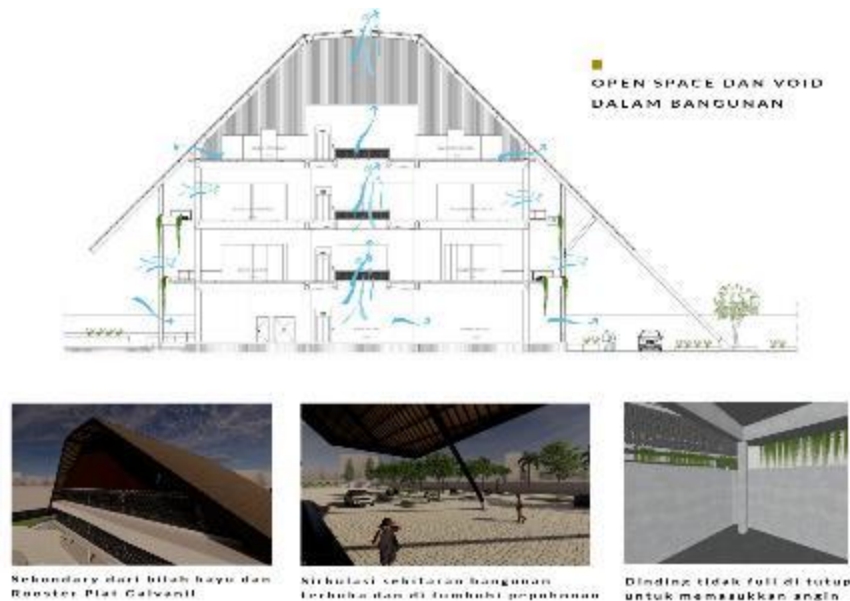 OPEN SPACE DAN VOID
DALAM BANGUNAN
Sekondary dari bilah kayu dan
Rooster Plat Galvanil
Sirkulasi sekitaran bangunan
terbuka dan di tumbuhi pepohonan
Dinding tidak full di tutup
untuk memasukkan angin